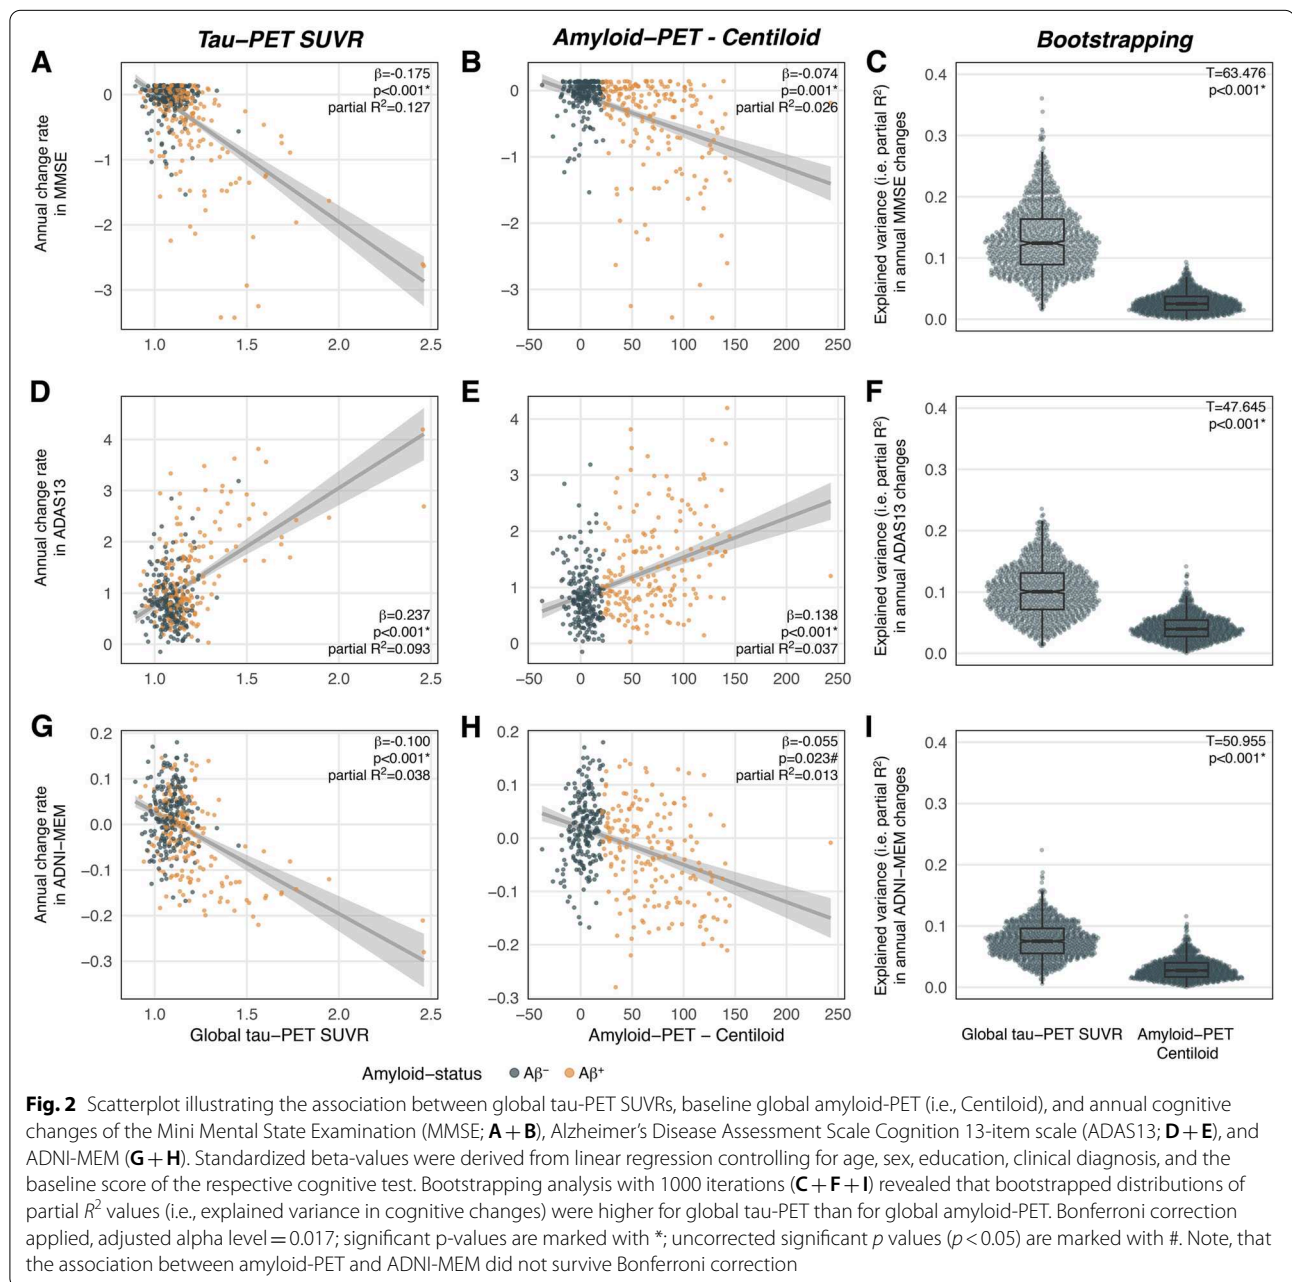 Tau–PET SUVR
Amyloid–PET - Centiloid
Bootstrapping
A
β=-0.175
p<0.001*
partial R²=0.127
Annual change rate
in MMSE
0
−1
−2
−3
1.0 1.5 2.0 2.5
B
β=-0.074
p=0.001*
partial R²=0.026
0
−1
−2
−3
−50 0 50 100 150 200 250
C
T=63.476
p<0.001*
Explained variance (i.e. partial R²)
in annual MMSE changes
0.4
0.3
0.2
0.1
0.0
D
Annual change rate
in ADAS13
4
3
2
1
0
β=0.237
p<0.001*
partial R²=0.093
1.0 1.5 2.0 2.5
E
4
3
2
1
0
β=0.138
p<0.001*
partial R²=0.037
−50 0 50 100 150 200 250
F
T=47.645
p<0.001*
Explained variance (i.e. partial R²)
in annual ADAS13 changes
0.4
0.3
0.2
0.1
0.0
G
β=-0.100
p<0.001*
partial R²=0.038
Annual change rate
in ADNI–MEM
0.2
0.1
0.0
−0.1
−0.2
−0.3
1.0 1.5 2.0 2.5
Global tau–PET SUVR
H
β=-0.055
p=0.023#
partial R²=0.013
0.2
0.1
0.0
−0.1
−0.2
−0.3
−50 0 50 100 150 200 250
Amyloid–PET – Centiloid
I
T=50.955
p<0.001*
Explained variance (i.e. partial R²)
in annual ADNI–MEM changes
0.4
0.3
0.2
0.1
0.0
Global tau–PET SUVR
Amyloid–PET
Centiloid
Amyloid–status Aβ⁻ Aβ⁺
Fig. 2 Scatterplot illustrating the association between global tau-PET SUVRs, baseline global amyloid-PET (i.e., Centiloid), and annual cognitive
changes of the Mini Mental State Examination (MMSE; A + B), Alzheimer's Disease Assessment Scale Cognition 13-item scale (ADAS13; D + E), and
ADNI-MEM (G + H). Standardized beta-values were derived from linear regression controlling for age, sex, education, clinical diagnosis, and the
baseline score of the respective cognitive test. Bootstrapping analysis with 1000 iterations (C + F + I) revealed that bootstrapped distributions of
partial R² values (i.e., explained variance in cognitive changes) were higher for global tau-PET than for global amyloid-PET. Bonferroni correction
applied, adjusted alpha level = 0.017; significant p-values are marked with *; uncorrected significant p values (p < 0.05) are marked with #. Note, that
the association between amyloid-PET and ADNI-MEM did not survive Bonferroni correction